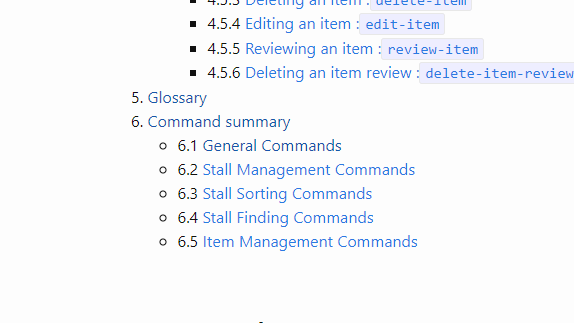 4.5.3 Deleting an item : delete-item
4.5.4 Editing an item : edit-item
4.5.5 Reviewing an item : review-item
4.5.6 Deleting an item review : delete-item-review
5. Glossary
6. Command summary
6.1 General Commands
6.2 Stall Management Commands
6.3 Stall Sorting Commands
6.4 Stall Finding Commands
6.5 Item Management Commands